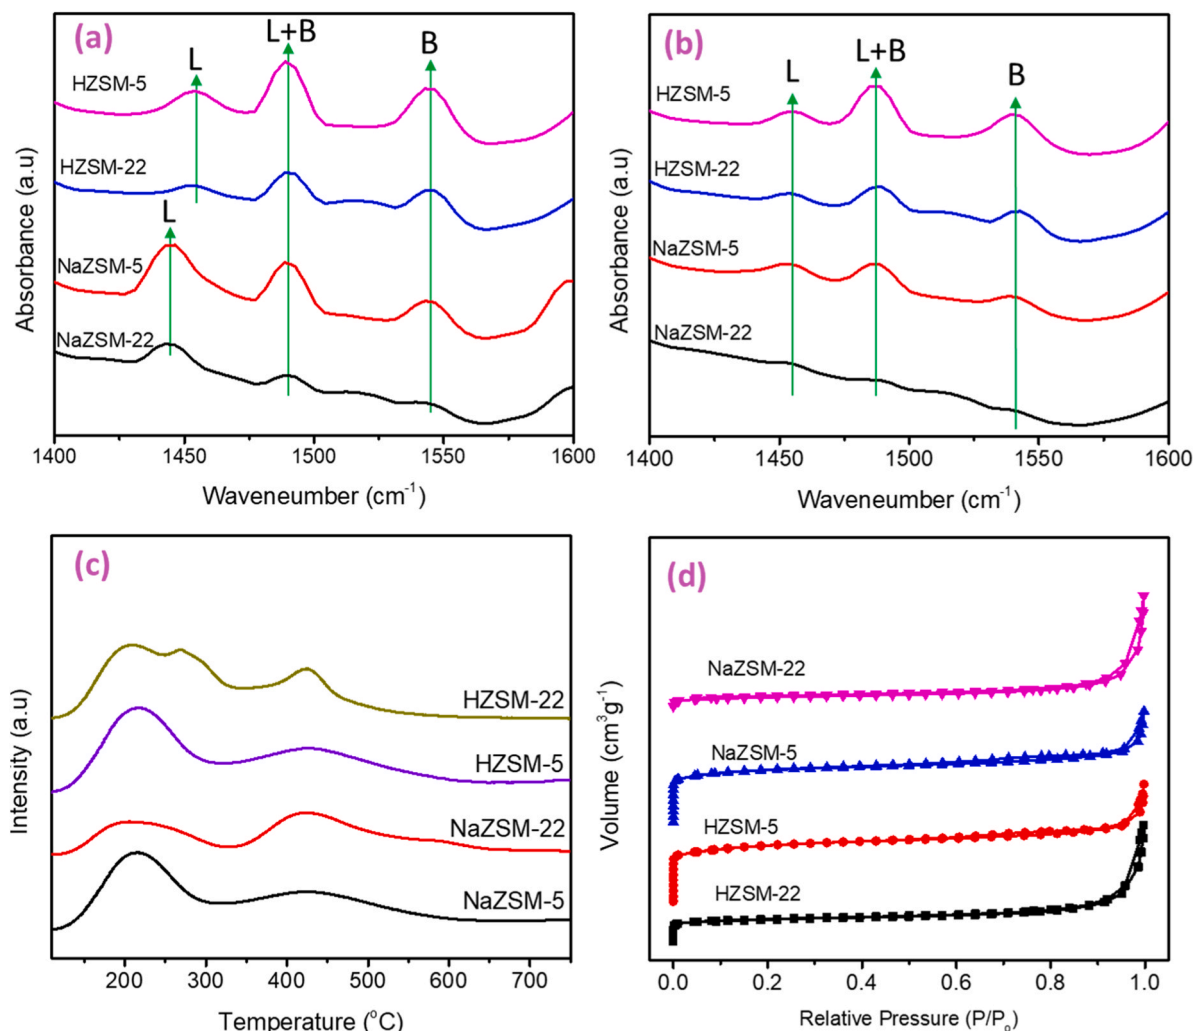 (a)
L
L+B
B
HZSM-5
HZSM-22
L
NaZSM-5
NaZSM-22
Absorbance (a.u)
1400 1450 1500 1550 1600
Waveneumber (cm⁻¹)
(b)
L
L+B
B
HZSM-5
HZSM-22
NaZSM-5
NaZSM-22
Absorbance (a.u)
1400 1450 1500 1550 1600
Waveneumber (cm⁻¹)
(c)
HZSM-22
HZSM-5
NaZSM-22
NaZSM-5
Intensity (a.u)
200 300 400 500 600 700
Temperature (°C)
(d)
NaZSM-22
NaZSM-5
HZSM-5
HZSM-22
Volume (cm³g⁻¹)
0.0 0.2 0.4 0.6 0.8 1.0
Relative Pressure (P/Pₒ)